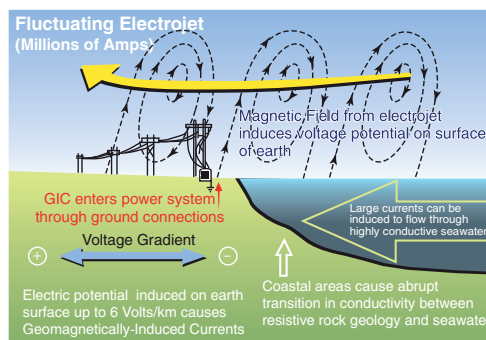 Fluctuating Electrojet
(Millions of Amps)
Magnetic Field from electrojet
induces voltage potential on surface
of earth
GIC enters power system
through ground connections
Large currents can be
induced to flow through
highly conductive seawater
Voltage Gradient
+
−
Electric potential induced on earth
surface up to 6 Volts/km causes
Geomagnetically-Induced Currents
Coastal areas cause abrupt
transition in conductivity between
resistive rock geology and seawater